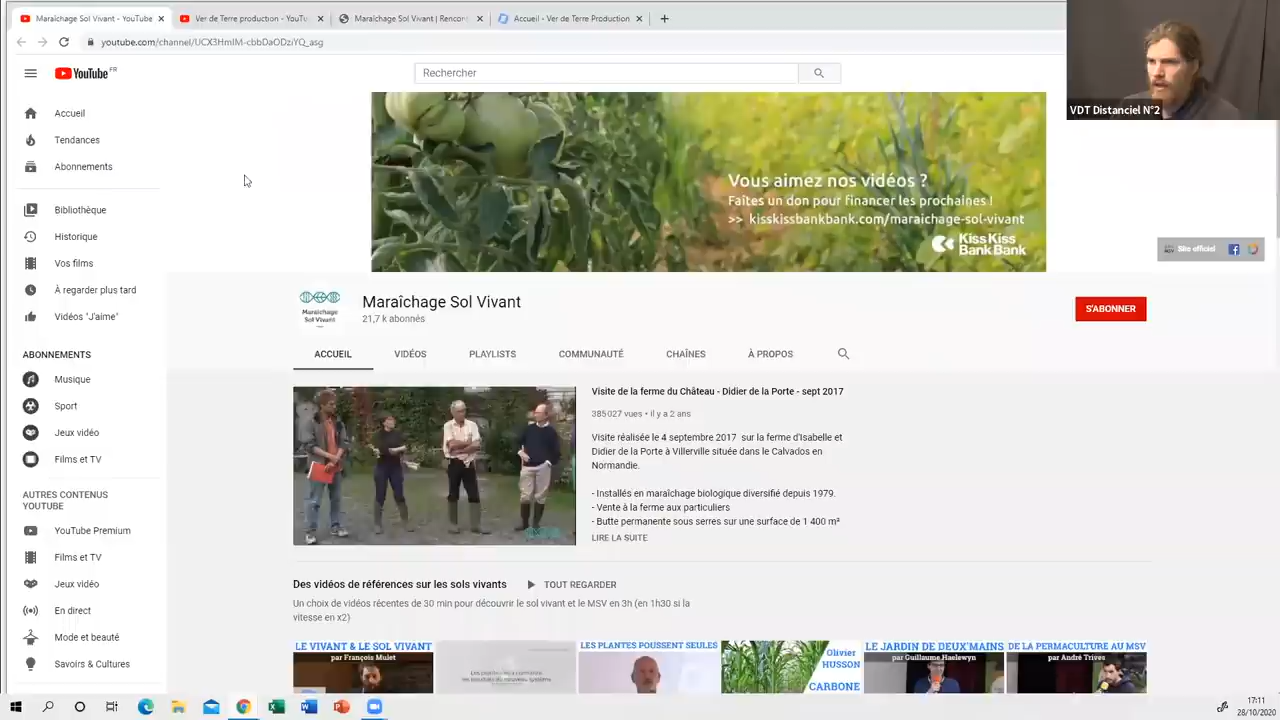 Maraîchage Sol Vivant - YouTube
Ver de Terre production - YouTu
Maraîchage Sol Vivant | Rencon
Accueil - Ver de Terre Production
youtube.com/channel/UCX3HmIM-cbbDaODziYQ_asg
VDT Distanciel N°2
YouTube FR
Rechercher
Accueil
Tendances
Abonnements
Bibliothèque
Historique
Vos films
À regarder plus tard
Vidéos "J'aime"
ABONNEMENTS
Musique
Sport
Jeux vidéo
Films et TV
AUTRES CONTENUS
YOUTUBE
YouTube Premium
Films et TV
Jeux vidéo
En direct
Mode et beauté
Savoirs & Cultures
Vous aimez nos vidéos ?
Faites un don pour financer les prochaines !
>> kisskissbankbank.com/maraichage-sol-vivant
KissKiss
BankBank
Site officiel
Maraîchage
Sol Vivant
Maraîchage Sol Vivant
21,7 k abonnés
S'ABONNER
ACCUEIL
VIDÉOS
PLAYLISTS
COMMUNAUTÉ
CHAÎNES
À PROPOS
Visite de la ferme du Château - Didier de la Porte - sept 2017
385 027 vues • il y a 2 ans
Visite réalisée le 4 septembre 2017 sur la ferme d'Isabelle et
Didier de la Porte à Villerville située dans le Calvados en
Normandie.
- Installés en maraîchage biologique diversifié depuis 1979.
- Vente à la ferme aux particuliers
- Butte permanente sous serres sur une surface de 1 400 m²
LIRE LA SUITE
Des vidéos de références sur les sols vivants
TOUT REGARDER
Un choix de vidéos récentes de 30 min pour découvrir le sol vivant et le MSV en 3h (en 1h30 si la
vitesse en x2)
LE VIVANT & LE SOL VIVANT
par François Mulet
LES PLANTES POUSSENT SEULES
Olivier
HUSSON
CARBONE
LE JARDIN DE DEUX'MAINS
par Guillaume Haelewyn
DE LA PERMACULTURE AU MSV
par André Trives
17:11
28/10/2020